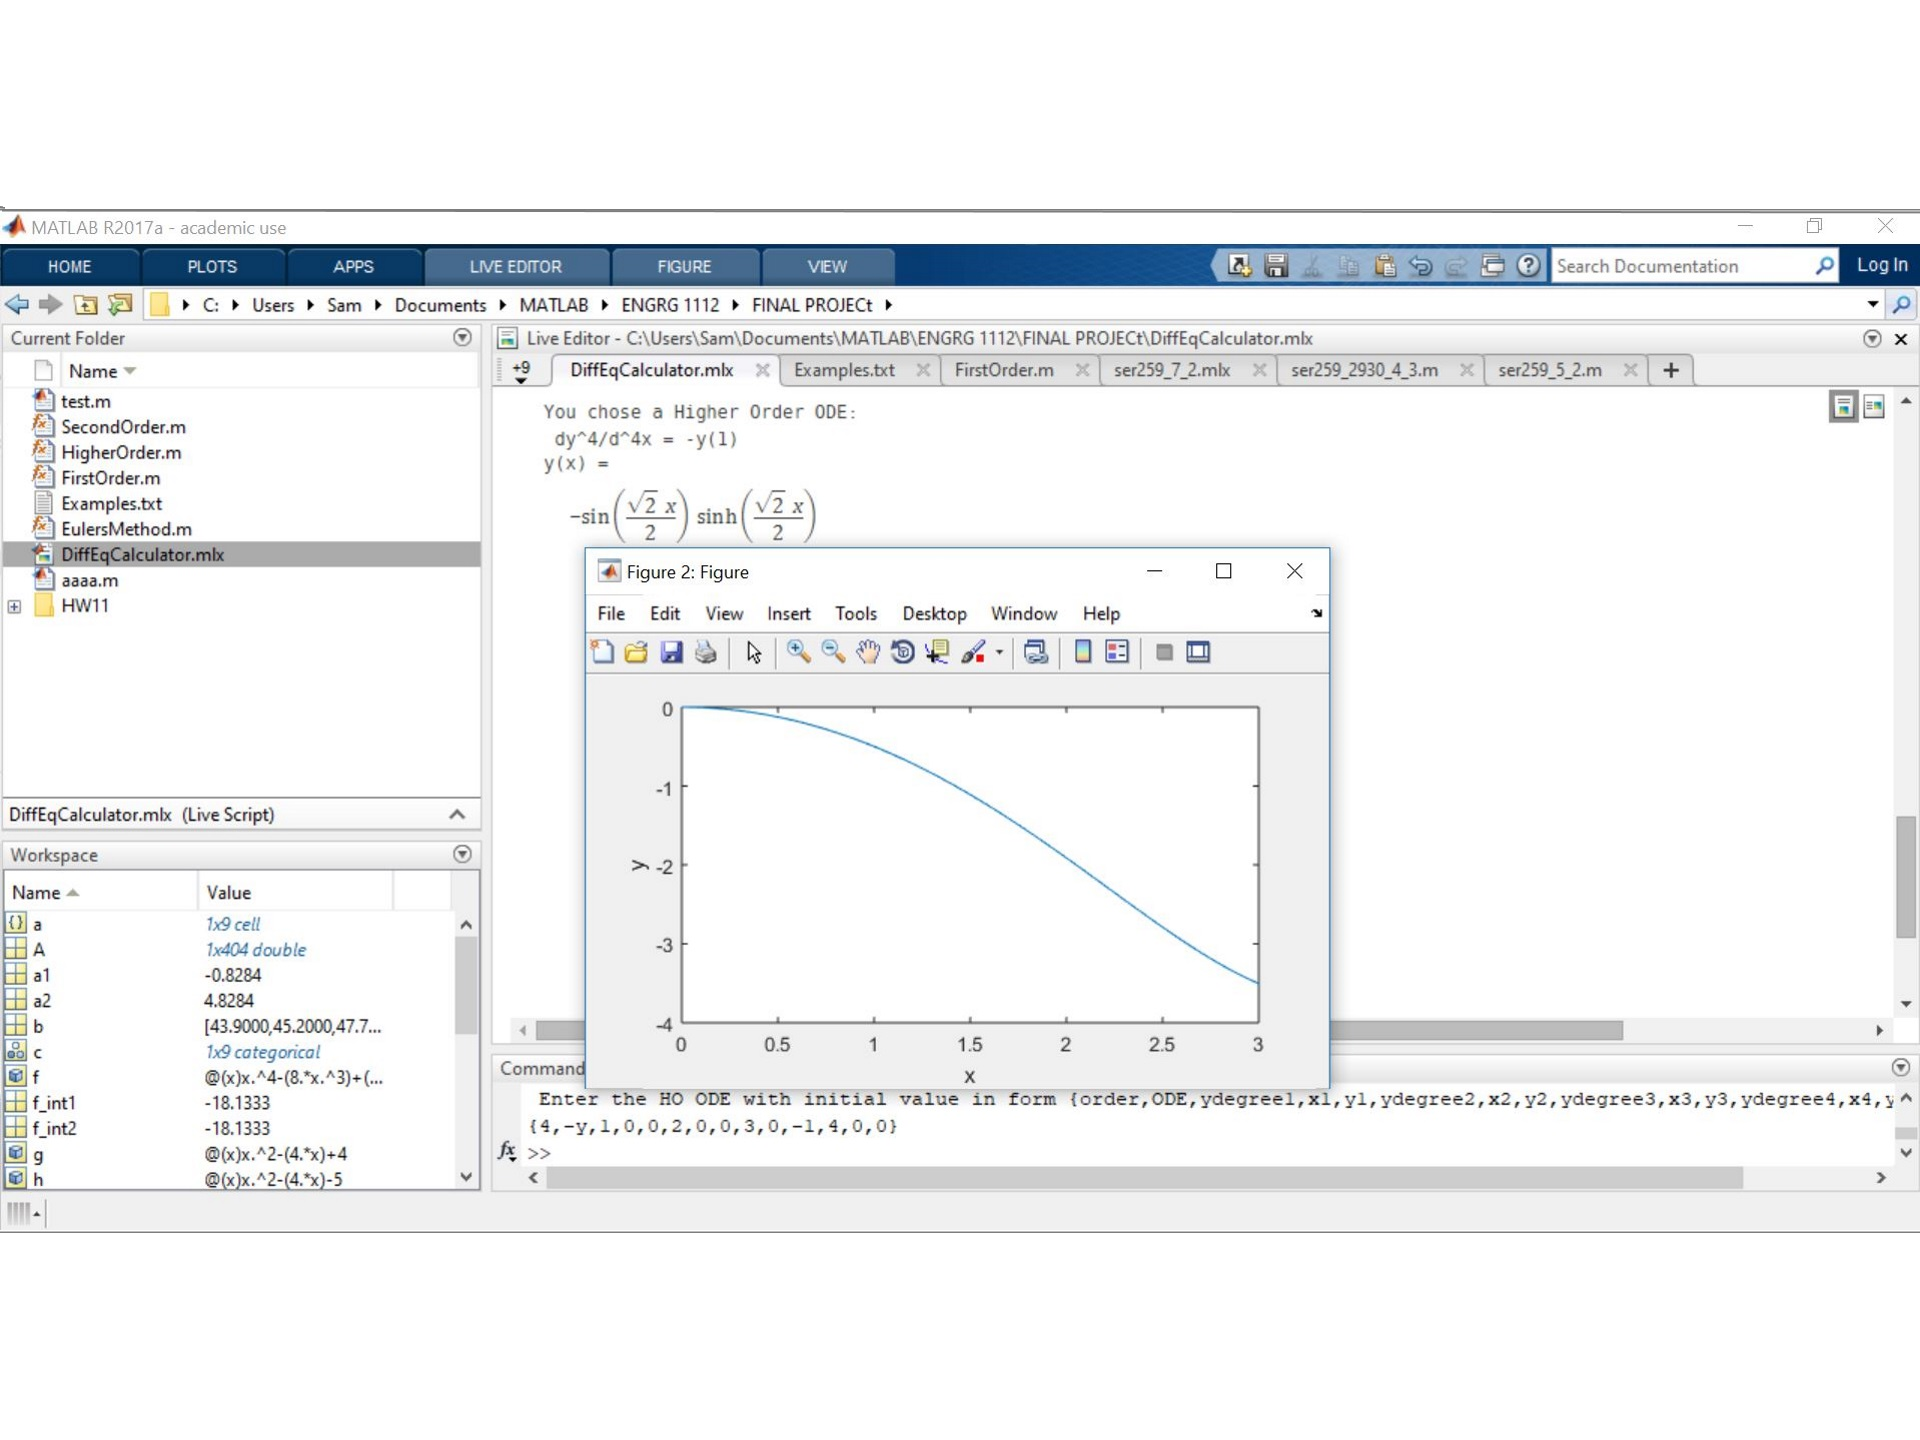 MATLAB R2017a - academic use
HOME PLOTS APPS LIVE EDITOR FIGURE VIEW Search Documentation Log In
C: Users Sam Documents MATLAB ENGRG 1112 FINAL PROJECt
Current Folder
Name
test.m
SecondOrder.m
HigherOrder.m
FirstOrder.m
Examples.txt
EulersMethod.m
DiffEqCalculator.mlx
aaaa.m
HW11
DiffEqCalculator.mlx (Live Script)
Workspace
Name Value
a 1x9 cell
A 1x404 double
a1 -0.8284
a2 4.8284
b [43.9000,45.2000,47.7...
c 1x9 categorical
f @(x)x.^4-(8.*x.^3)+(...
f_int1 -18.1333
f_int2 -18.1333
g @(x)x.^2-(4.*x)+4
h @(x)x.^2-(4.*x)-5
Live Editor - C:\Users\Sam\Documents\MATLAB\ENGRG 1112\FINAL PROJECt\DiffEqCalculator.mlx
+9 DiffEqCalculator.mlx Examples.txt FirstOrder.m ser259_7_2.mlx ser259_2930_4_3.m ser259_5_2.m +
You chose a Higher Order ODE:
dy^4/d^4x = -y(1)
y(x) =
-sin(√2 x/2) sinh(√2 x/2)
Figure 2: Figure
File Edit View Insert Tools Desktop Window Help
0
-1
-2
-3
-4
y
0 0.5 1 1.5 2 2.5 3
x
Command
Enter the HO ODE with initial value in form {order,ODE,ydegree1,x1,y1,ydegree2,x2,y2,ydegree3,x3,y3,ydegree4,x4,y
{4,-y,1,0,0,2,0,0,3,0,-1,4,0,0}
fx >>